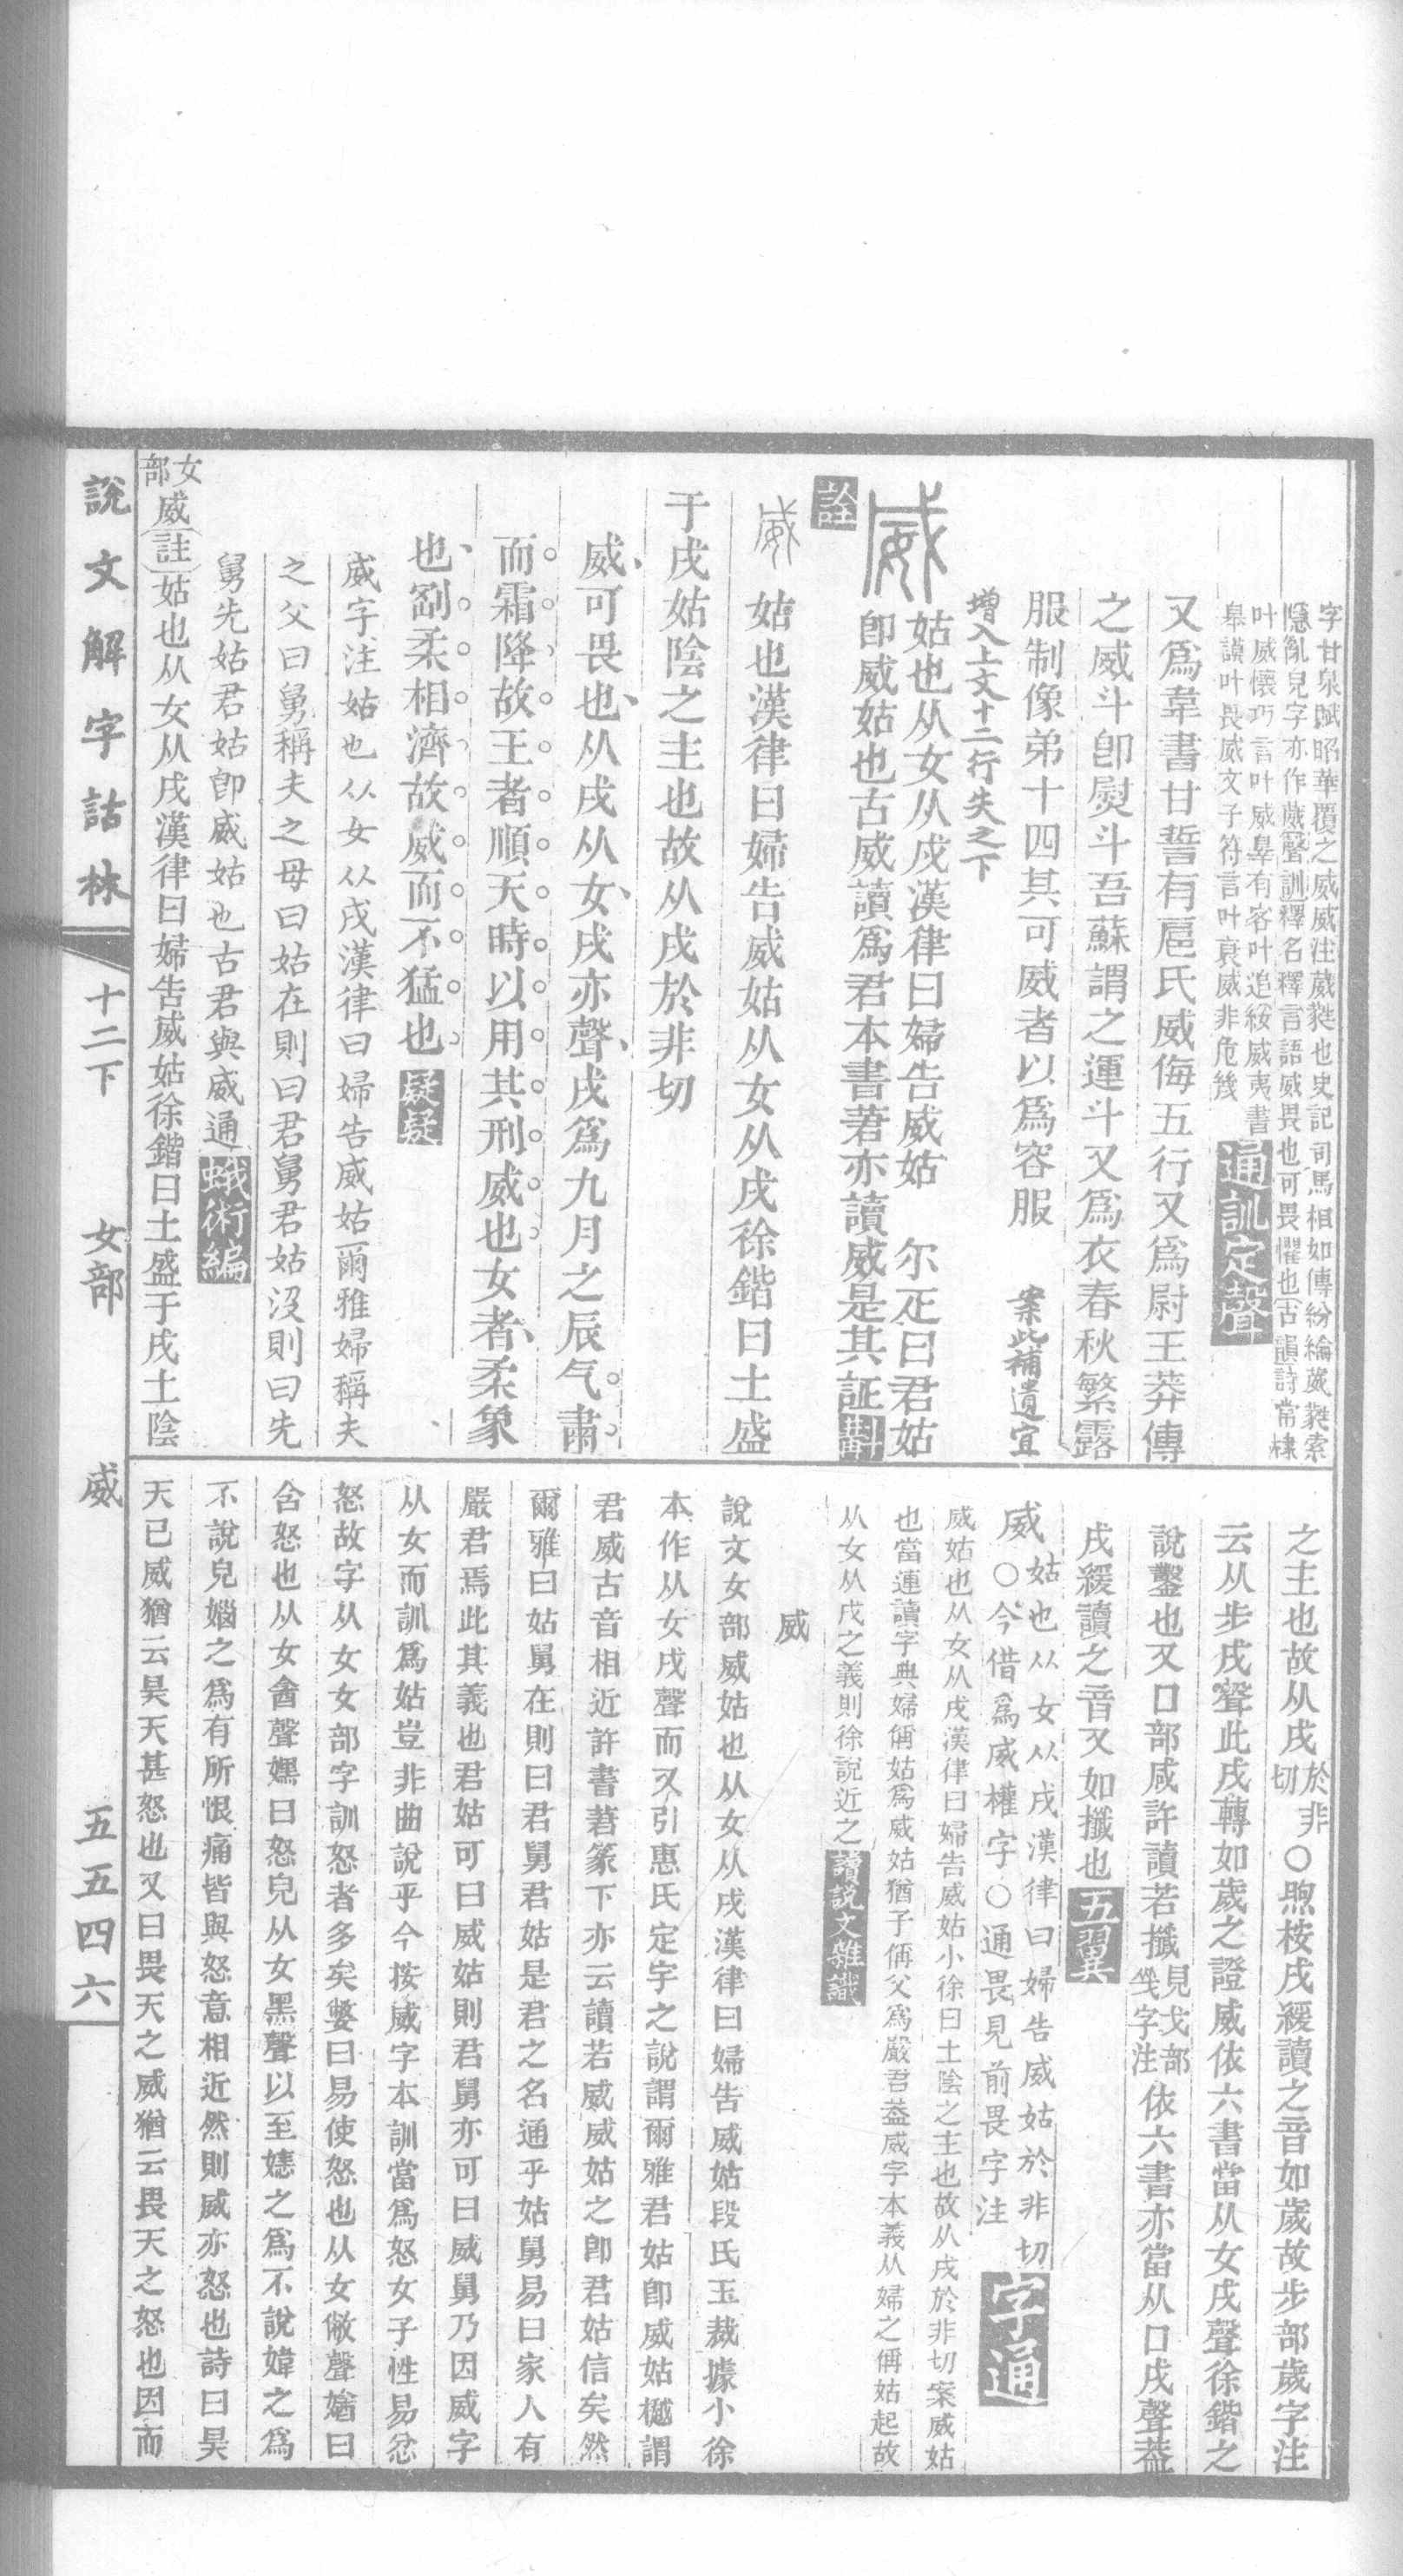 字甘泉賦昭華覆之威威注葳蕤也史記司馬相如傳紛綸葳蕤索
隱亂皃字亦作葳聲訓釋名釋言語威畏也可畏懼也古韻詩常棣
叶威懷巧言叶威辠有客叶追綏威夷書
辠謨叶畏威文子符言叶衰威非危幾
通訓定聲
又爲韋書甘誓有扈氏威侮五行又爲尉王莽傳
之威斗卽熨斗吾蘇謂之運斗又爲衣春秋繁露
服制像弟十四其可威者以爲容服 案此補遺宜
增入上文十二行失之下
威 姑也从女从戌漢律曰婦告威姑 尔疋曰君姑
卽威姑也古威讀爲君本書莙亦讀威是其証斠
詮
威 姑也漢律曰婦告威姑从女从戌徐鍇曰土盛
于戌姑陰之主也故从戌於非切
威可畏也从戌从女戌亦聲戌爲九月之辰气肅
而霜降故王者順天時以用其刑威也女者柔象
也剛柔相濟故威而不猛也疑疑
威字注姑也从女从戌漢律曰婦告威姑爾雅婦稱夫
之父曰舅稱夫之母曰姑在則曰君舅君姑沒則曰先
舅先姑君姑卽威姑也古君與威通蛾術編
女部威註姑也从女从戌漢律曰婦告威姑徐鍇曰土盛于戌土陰
之主也故从戌於非切○煦桉戌緩讀之音如歲故步部歲字注
云从步戌聲此戌轉如歲之證威依六書當从女戌聲徐鍇之
說鑿也又口部咸許讀若攕見戈部㦰字注依六書亦當从口戌聲葢
戌緩讀之音又如攕也五翼
威 姑也从女从戌漢律曰婦告威姑於非切
○今借爲威權字○通畏見前畏字注字通
威姑也从女从戌漢律曰婦告威姑小徐曰土陰之主也故从戌於非切案威姑
也當連讀字典婦偁姑爲威姑猶子偁父爲嚴君葢威字本義从婦之偁姑起故
从女从戌之義則徐說近之讀說文雜識
威
說文女部威姑也从女从戌漢律曰婦告威姑段氏玉裁據小徐
本作从女戌聲而又引惠氏定宇之說謂爾雅君姑卽威姑樾謂
君威古音相近許書莙篆下亦云讀若威威姑之卽君姑信矣然
爾雅曰姑舅在則曰君舅君姑是君之名通乎姑舅易曰家人有
嚴君焉此其義也君姑可曰威姑則君舅亦可曰威舅乃因威字
从女而訓爲姑豈非曲說乎今按威字本訓當爲怒女子性易忿
怒故字从女女部字訓怒者多矣嫳曰易使怒也从女敝聲媨曰
含怒也从女酓聲嫼曰怒皃从女黑聲以至嬺之爲不說媁之爲
不說皃嫍之爲有所恨痛皆與怒意相近然則威亦怒也詩曰昊
天已威猶云昊天甚怒也又曰畏天之威猶云畏天之怒也因而
說文解字詁林 十二下 女部 威 五五四六